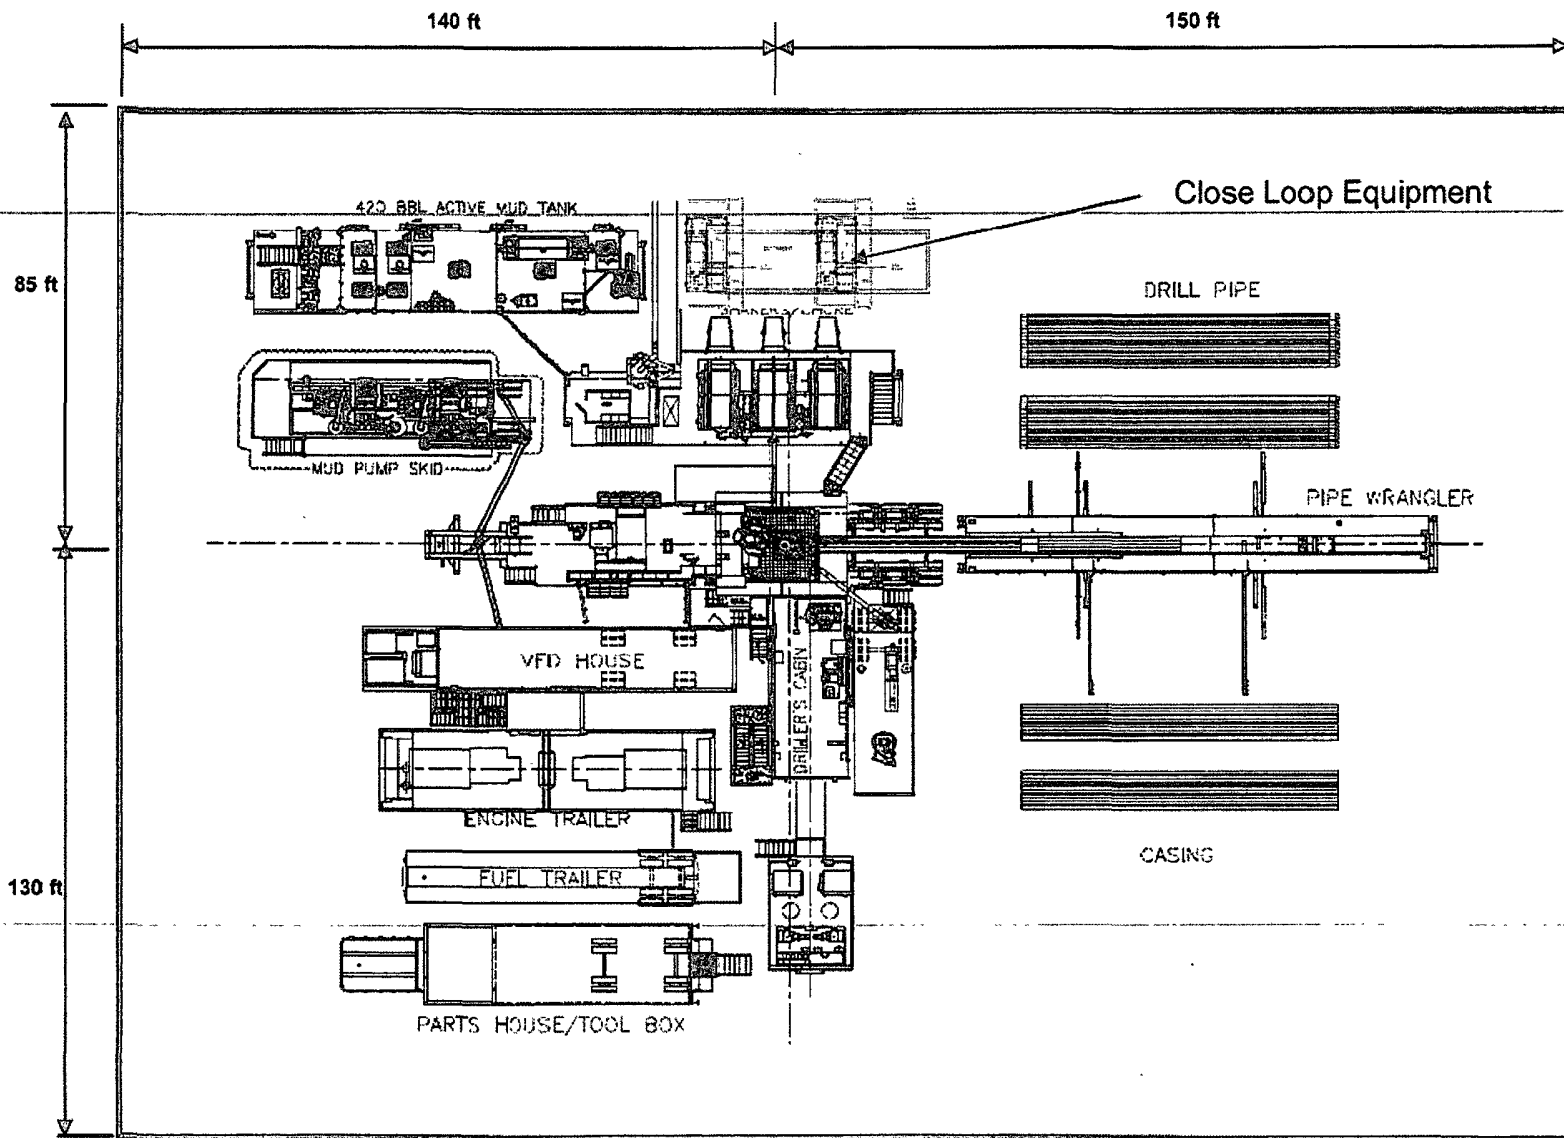 140 ft
150 ft
Close Loop Equipment
420 BBL ACTIVE MUD TANK
85 ft
DRILL PIPE
MUD PUMP SKID
PIPE WRANGLER
VFD HOUSE
DRILLER'S CABIN
ENGINE TRAILER
CASING
130 ft
FUEL TRAILER
PARTS HOUSE/TOOL BOX